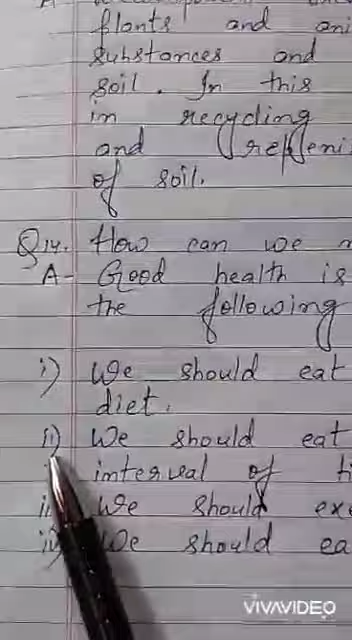 plants and
substances and
soil. In this
in recycling
and
of soil.
Q14. How can we
A- Good health is
the following
i) We should eat
diet.
ii) We should eat
interval of
We should
We should
VIVAVIDEO